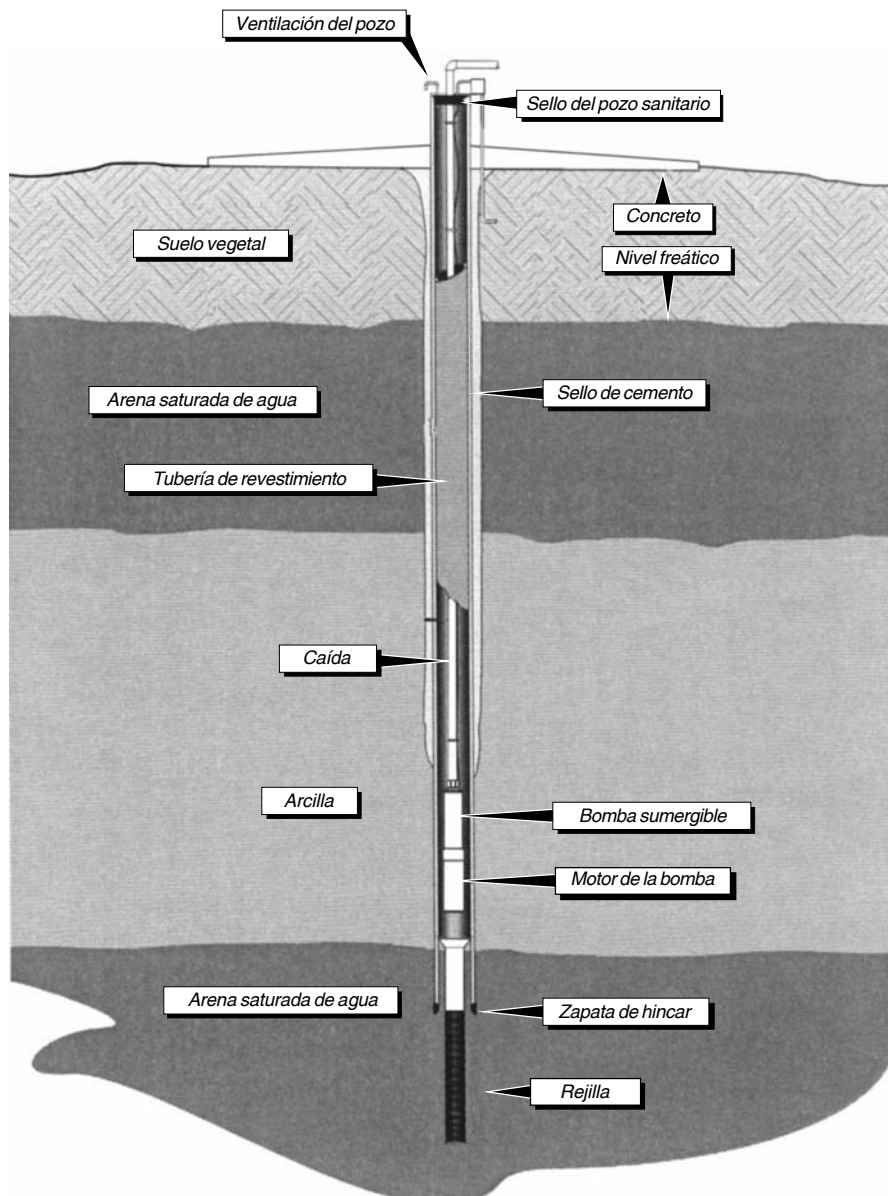 Ventilación del pozo
Sello del pozo sanitario
Concreto
Suelo vegetal
Nivel freático
Arena saturada de agua
Sello de cemento
Tubería de revestimiento
Caída
Arcilla
Bomba sumergible
Motor de la bomba
Arena saturada de agua
Zapata de hincar
Rejilla